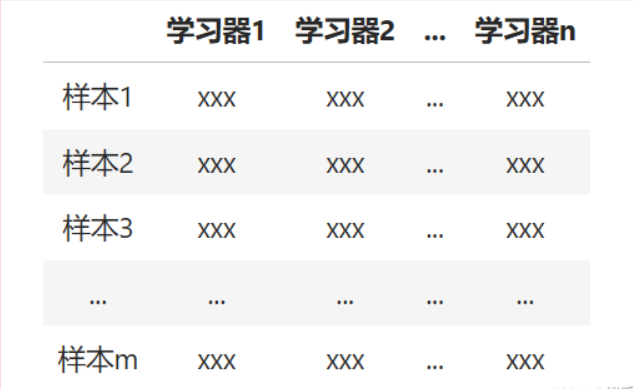 学习器1 学习器2 ... 学习器n
样本1 xxx xxx ... xxx
样本2 xxx xxx ... xxx
样本3 xxx xxx ... xxx
... ... ... ... ...
样本m xxx xxx ... xxx